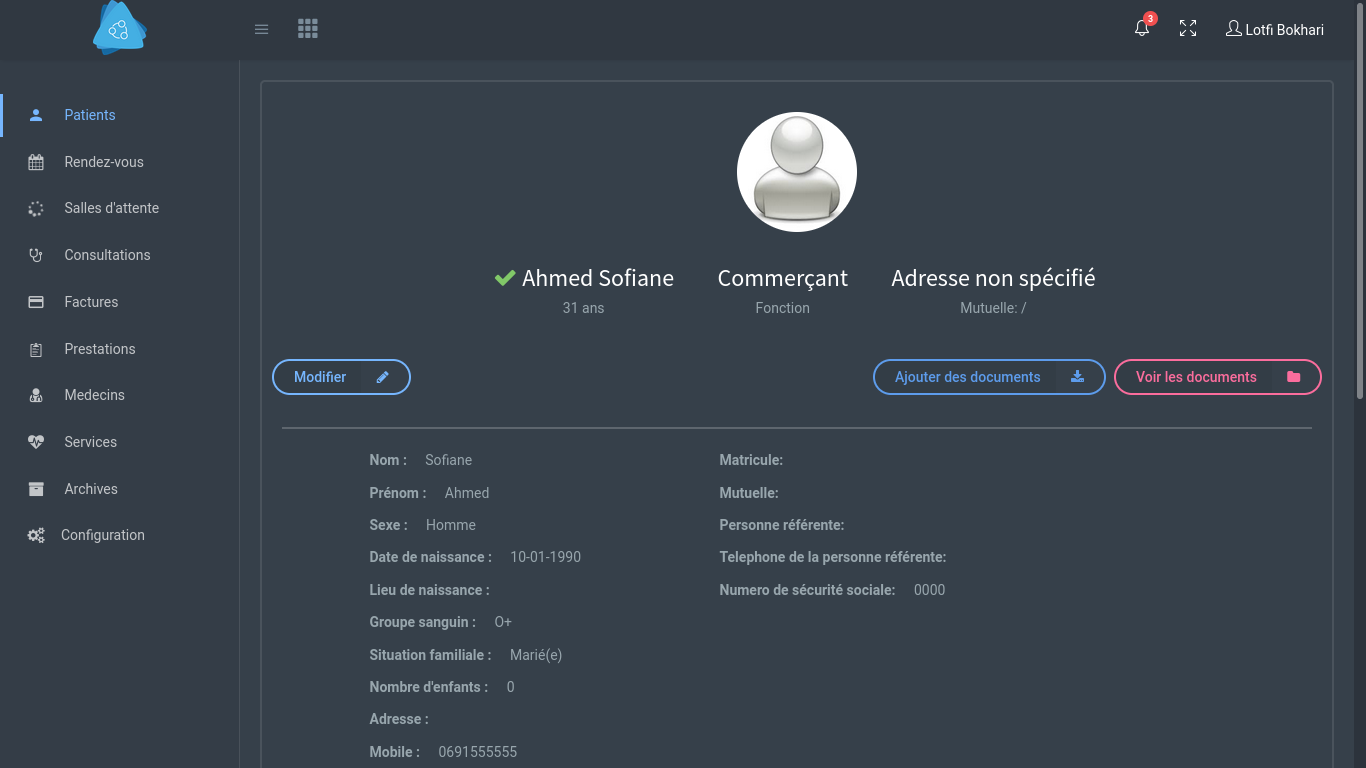 3
Lotfi Bokhari
Patients
Rendez-vous
Salles d'attente
Consultations
Factures
Prestations
Medecins
Services
Archives
Configuration
Ahmed Sofiane
31 ans
Commerçant
Fonction
Adresse non spécifié
Mutuelle: /
Modifier
Ajouter des documents
Voir les documents
Nom : Sofiane
Prénom : Ahmed
Sexe : Homme
Date de naissance : 10-01-1990
Lieu de naissance :
Groupe sanguin : O+
Situation familiale : Marié(e)
Nombre d'enfants : 0
Adresse :
Mobile : 0691555555
Matricule:
Mutuelle:
Personne référente:
Telephone de la personne référente:
Numero de sécurité sociale: 0000